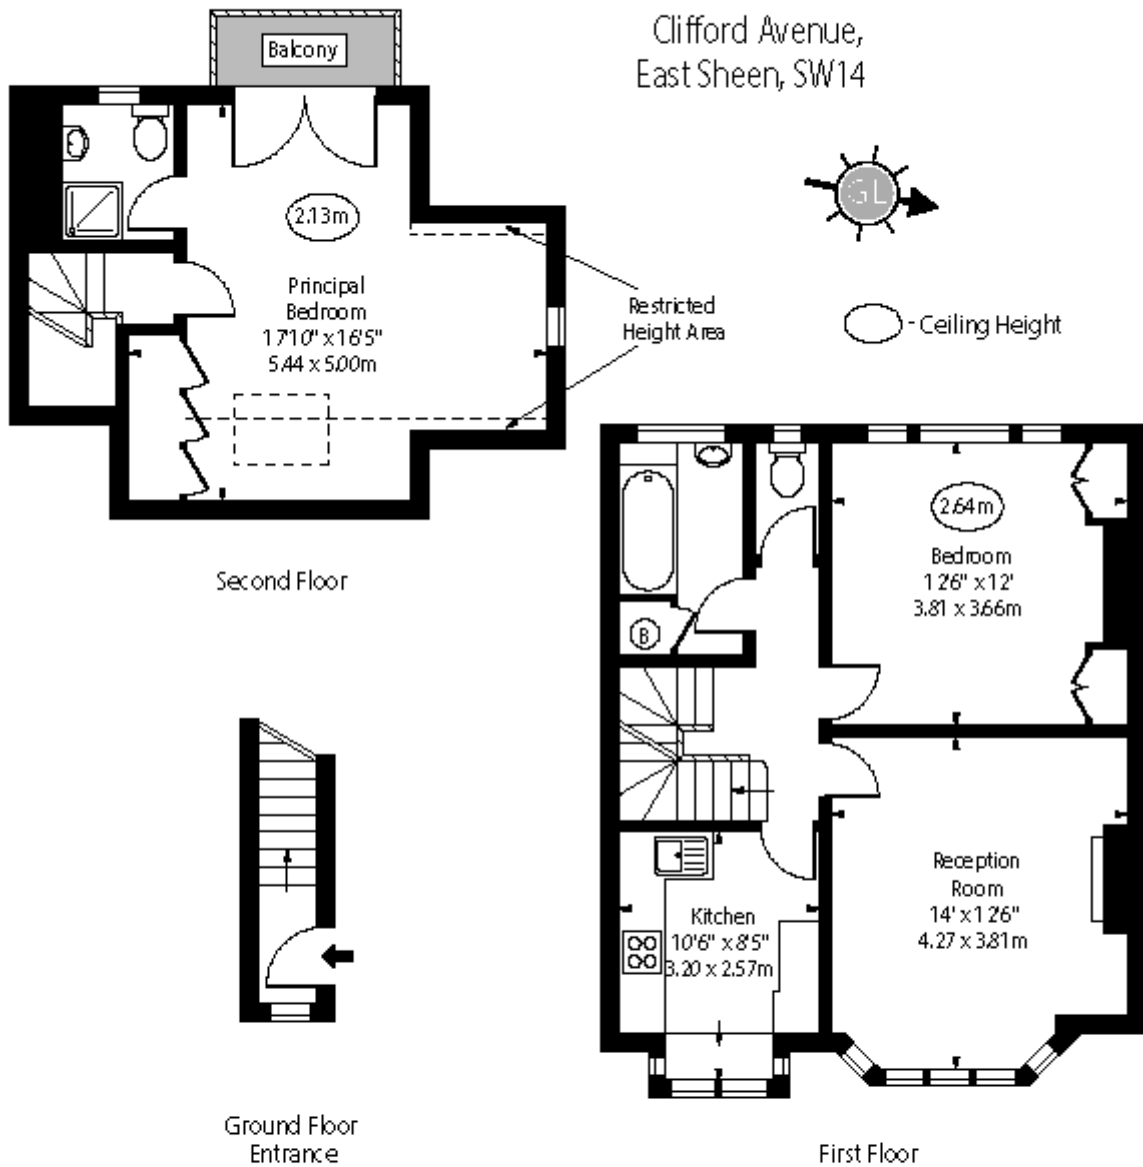 Clifford Avenue,
East Sheen, SW14
Balcony
GL
2.13m
Principal
Bedroom
17'10" x 16'5"
5.44 x 5.00m
Restricted
Height Area
- Ceiling Height
Second Floor
2.64m
Bedroom
12'6" x 12'
3.81 x 3.66m
B
Reception
Room
14' x 12'6"
4.27 x 3.81m
Kitchen
10'6" x 8'5"
3.20 x 2.57m
Ground Floor
Entrance
First Floor